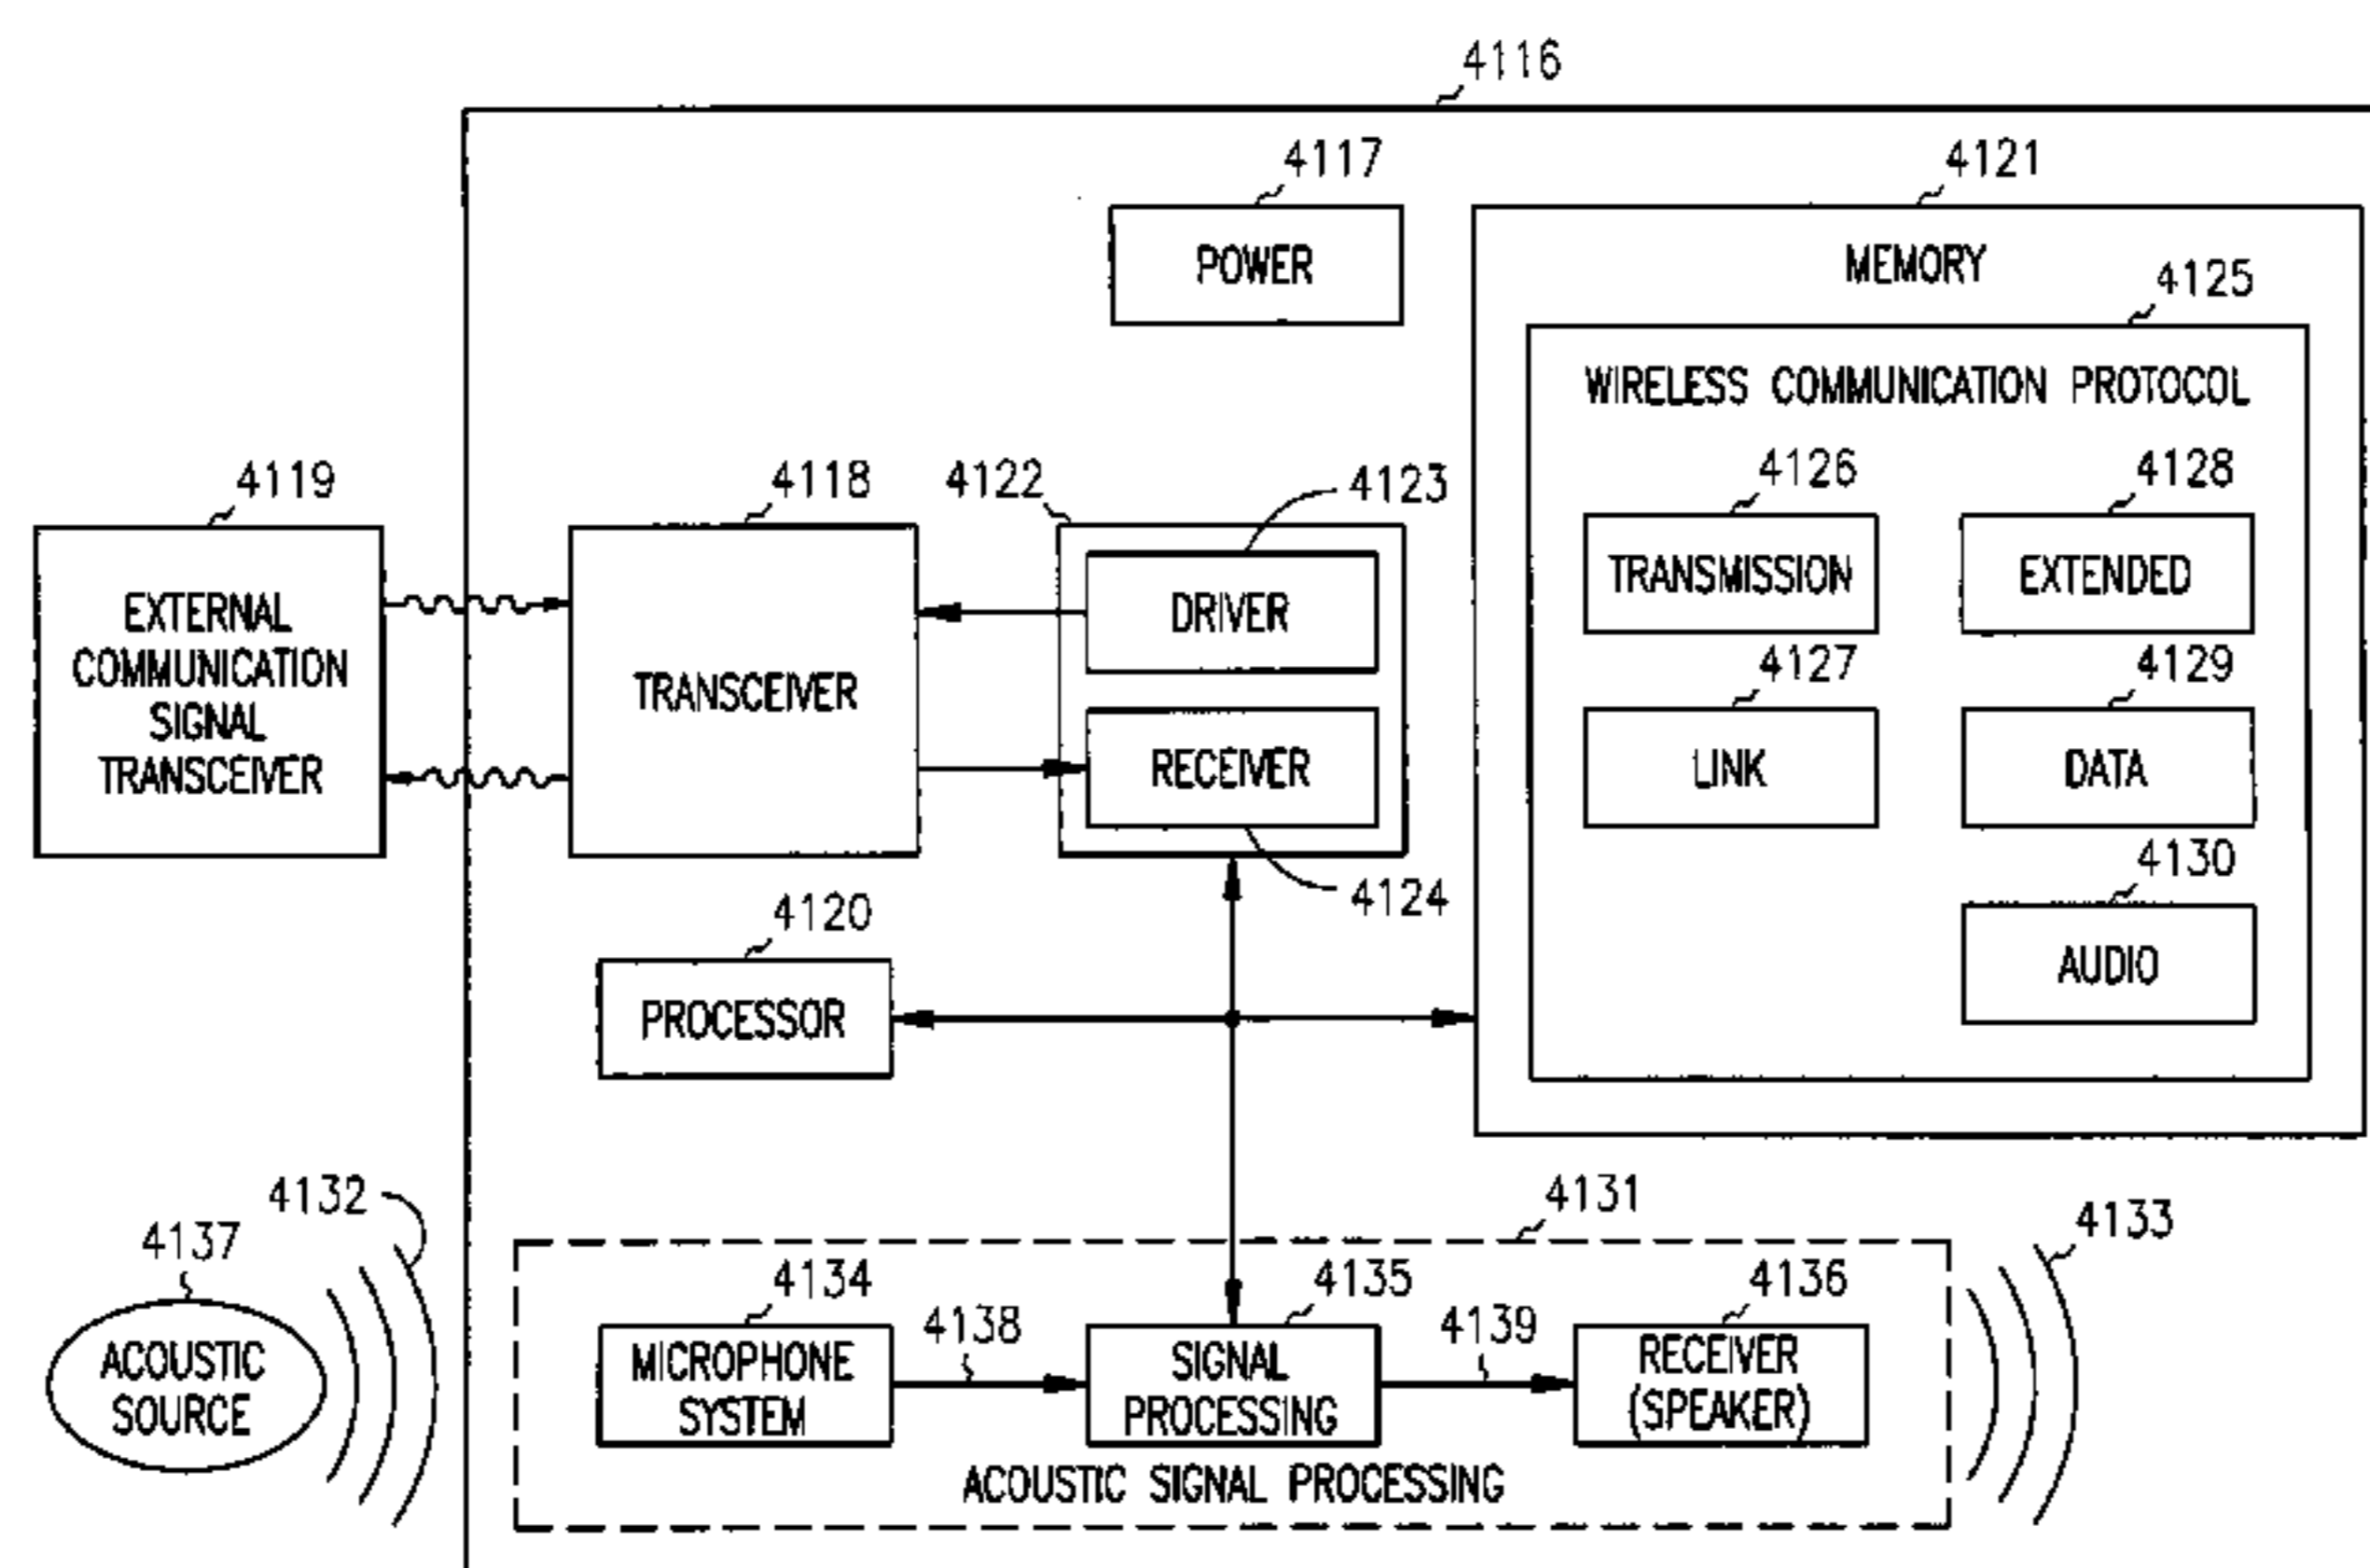 4116
4117
4121
POWER
MEMORY
4125
WIRELESS COMMUNICATION PROTOCOL
4119
4118
4122
4123
4126
4128
EXTERNAL
COMMUNICATION
SIGNAL
TRANSCEIVER
TRANSCEIVER
DRIVER
RECEIVER
TRANSMISSION
EXTENDED
4127
4129
LINK
DATA
4124
4130
AUDIO
4120
PROCESSOR
4132
4137
ACOUSTIC
SOURCE
4131
4133
4134
4138
4135
4139
4136
MICROPHONE
SYSTEM
SIGNAL
PROCESSING
RECEIVER
(SPEAKER)
ACOUSTIC SIGNAL PROCESSING